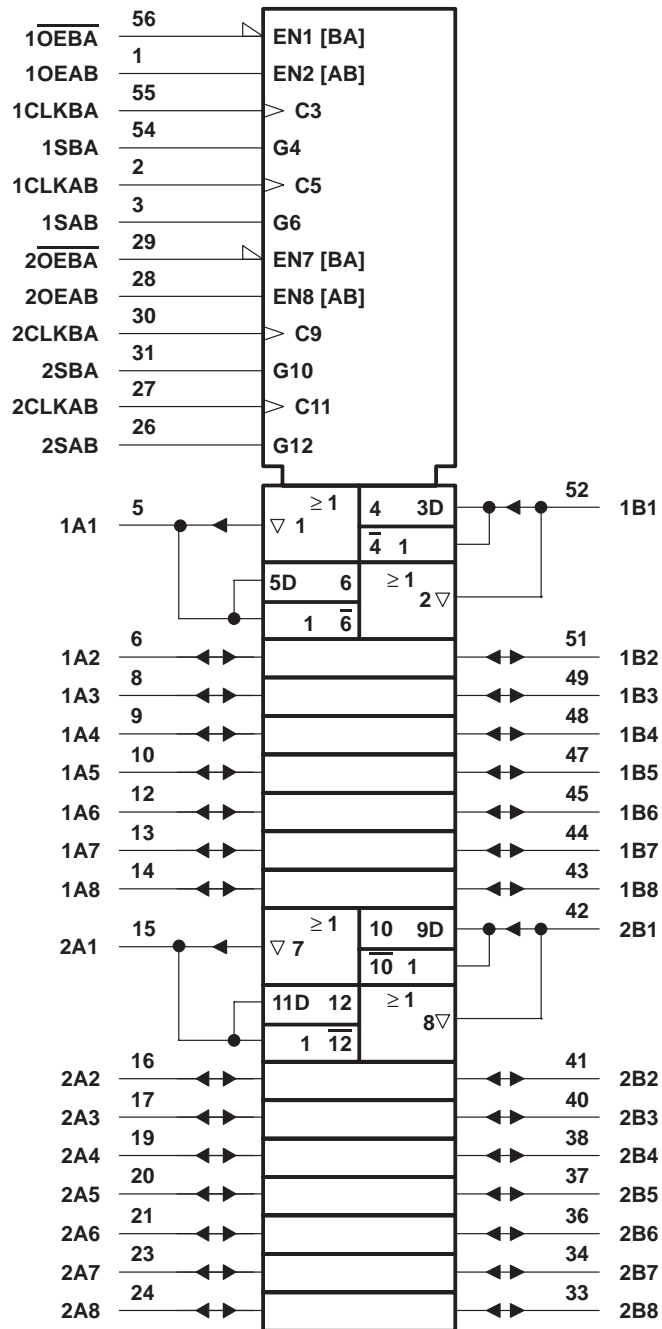 56
1O̅E̅B̅A̅ EN1 [BA]
1
1OEAB EN2 [AB]
55
1CLKBA C3
54
1SBA G4
2
1CLKAB C5
3
1SAB G6
29
2O̅E̅B̅A̅ EN7 [BA]
28
2OEAB EN8 [AB]
30
2CLKBA C9
31
2SBA G10
27
2CLKAB C11
26
2SAB G12
5 ≥ 1 4 3D 52
1A1 ▽ 1 4̅ 1 1B1
5D 6 ≥ 1
1 6̅ 2 ▽
6 51
1A2 1B2
8 49
1A3 1B3
9 48
1A4 1B4
10 47
1A5 1B5
12 45
1A6 1B6
13 44
1A7 1B7
14 43
1A8 1B8
15 ≥ 1 10 9D 42
2A1 ▽ 7 1̅0̅ 1 2B1
11D 12 ≥ 1
1 1̅2̅ 8▽
16 41
2A2 2B2
17 40
2A3 2B3
19 38
2A4 2B4
20 37
2A5 2B5
21 36
2A6 2B6
23 34
2A7 2B7
24 33
2A8 2B8